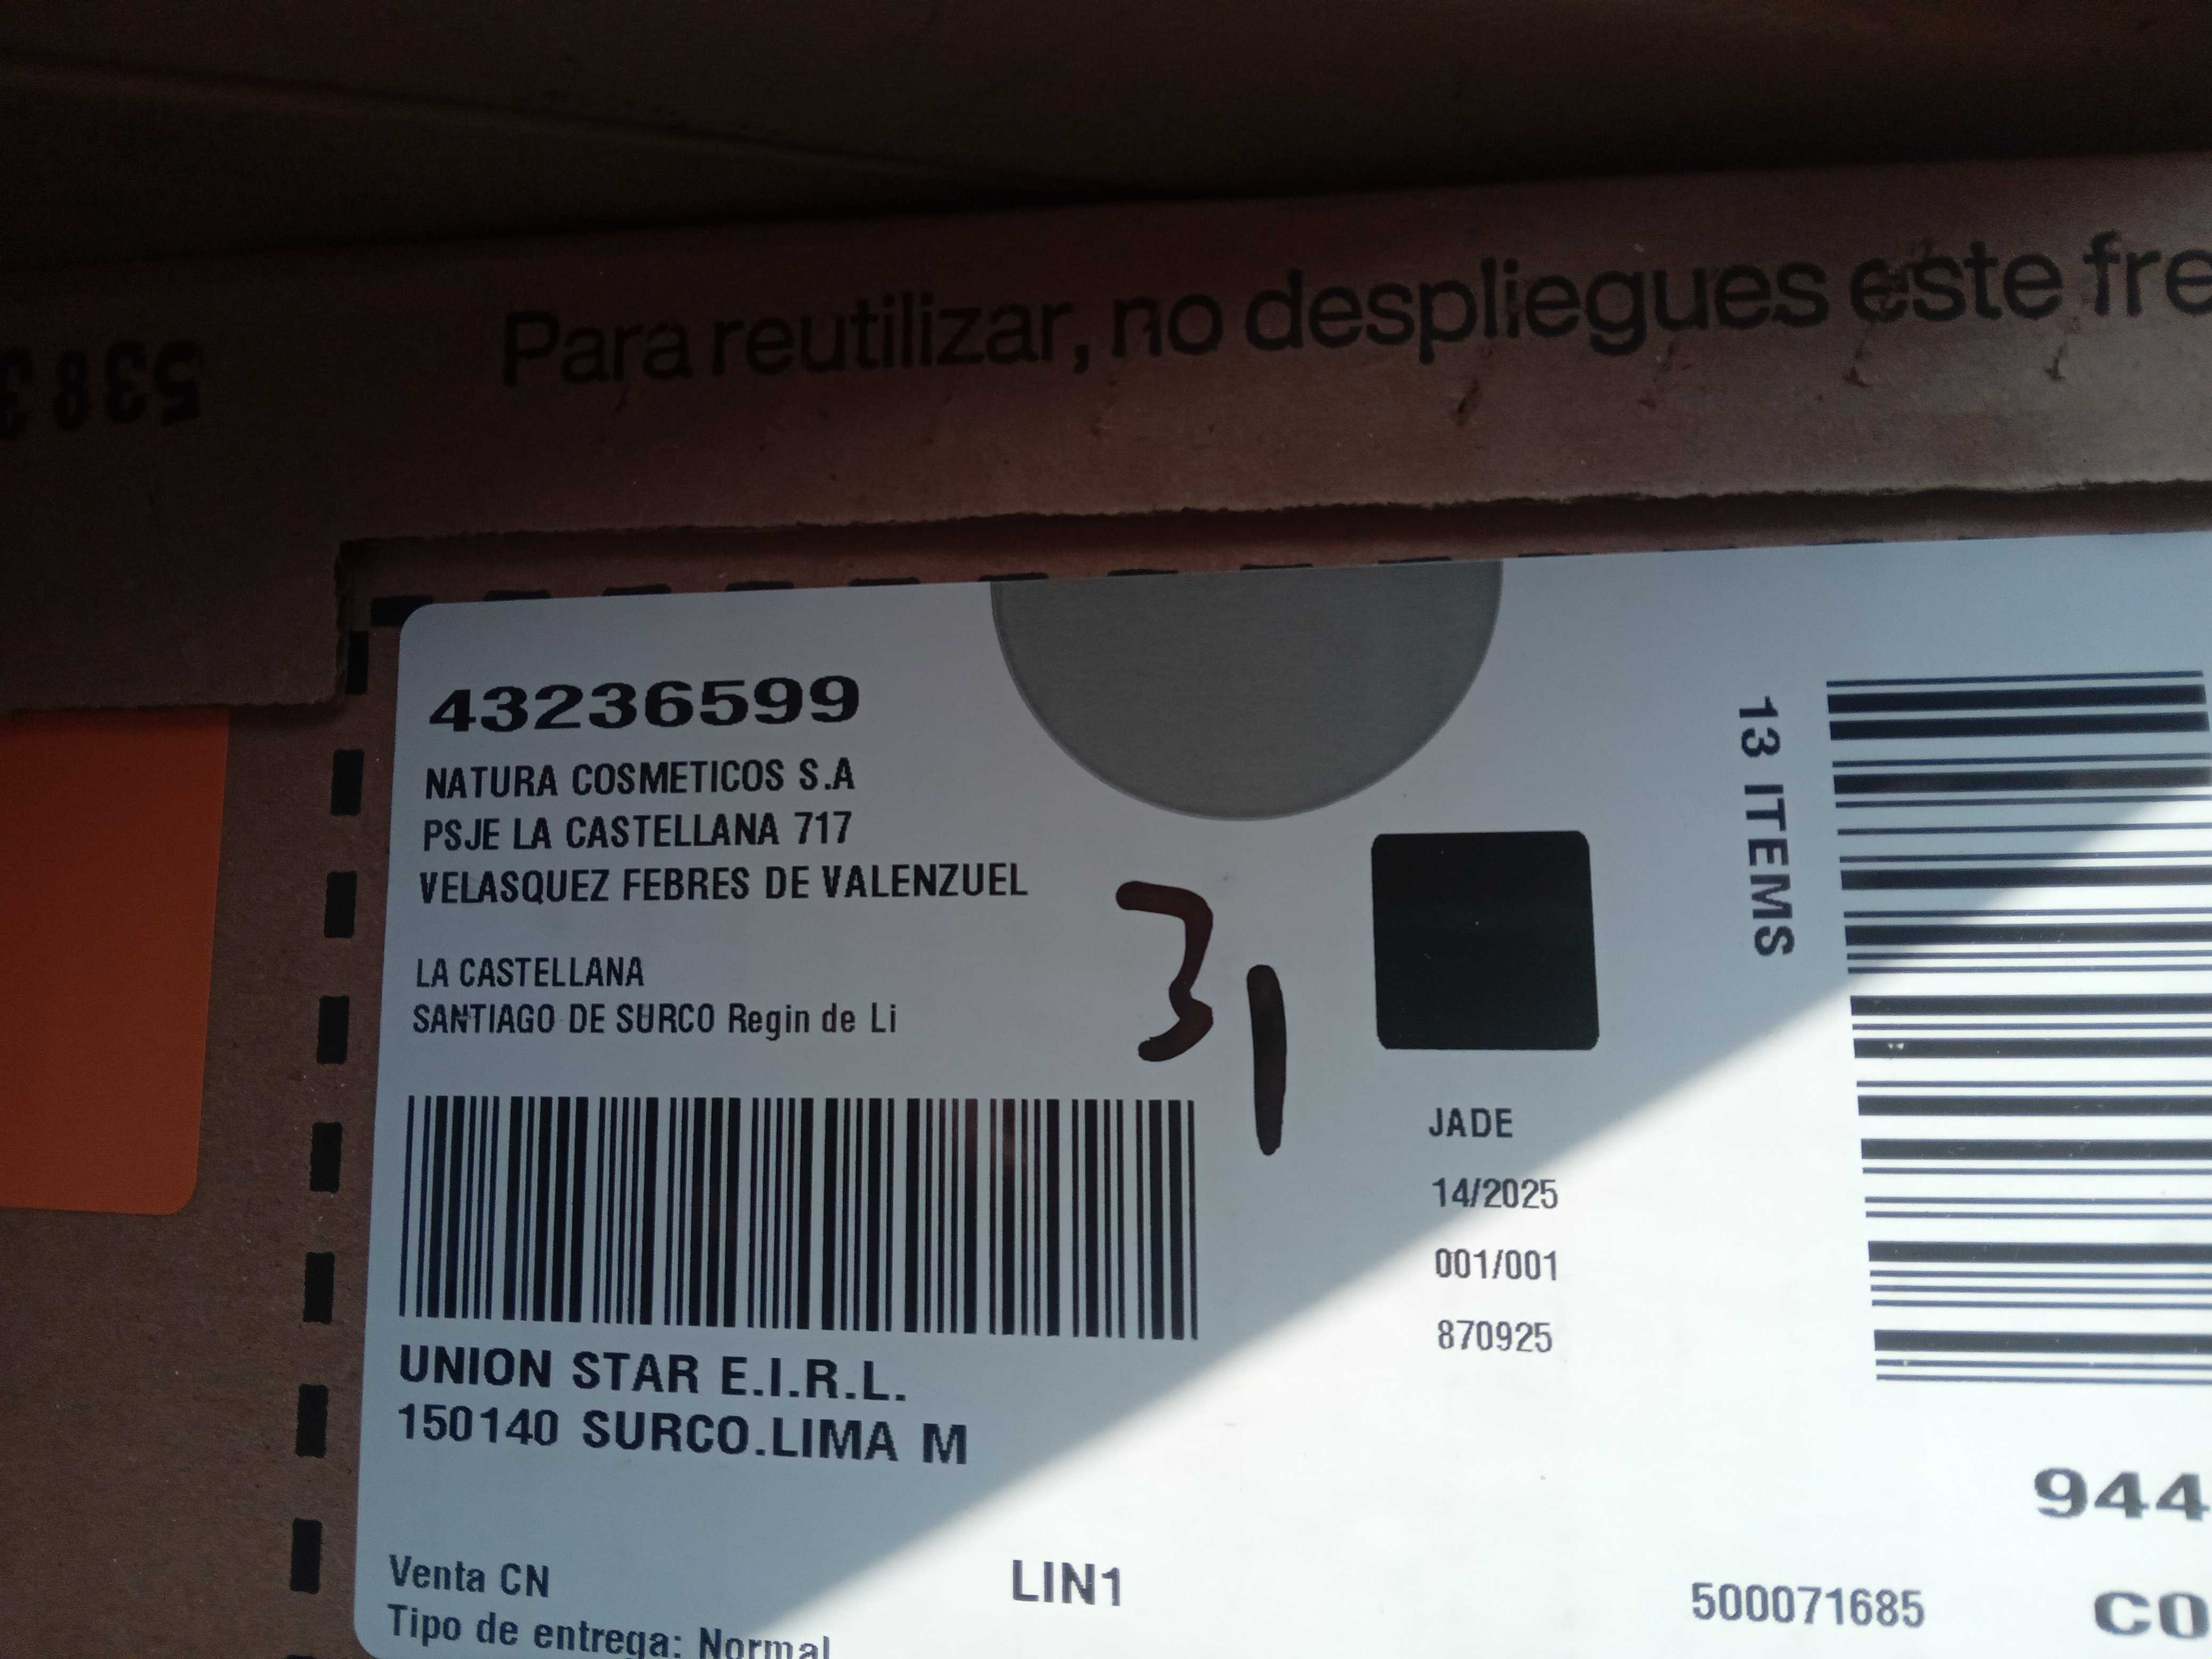 538
Para reutilizar, no despliegues este fre
43236599
NATURA COSMETICOS S.A
PSJE LA CASTELLANA 717
VELASQUEZ FEBRES DE VALENZUEL
LA CASTELLANA
SANTIAGO DE SURCO Regin de Li
31
13 ITEMS
JADE
14/2025
001/001
870925
UNION STAR E.I.R.L.
150140 SURCO.LIMA M
944
Venta CN
LIN1
500071685
CO
Tipo de entrega: Normal